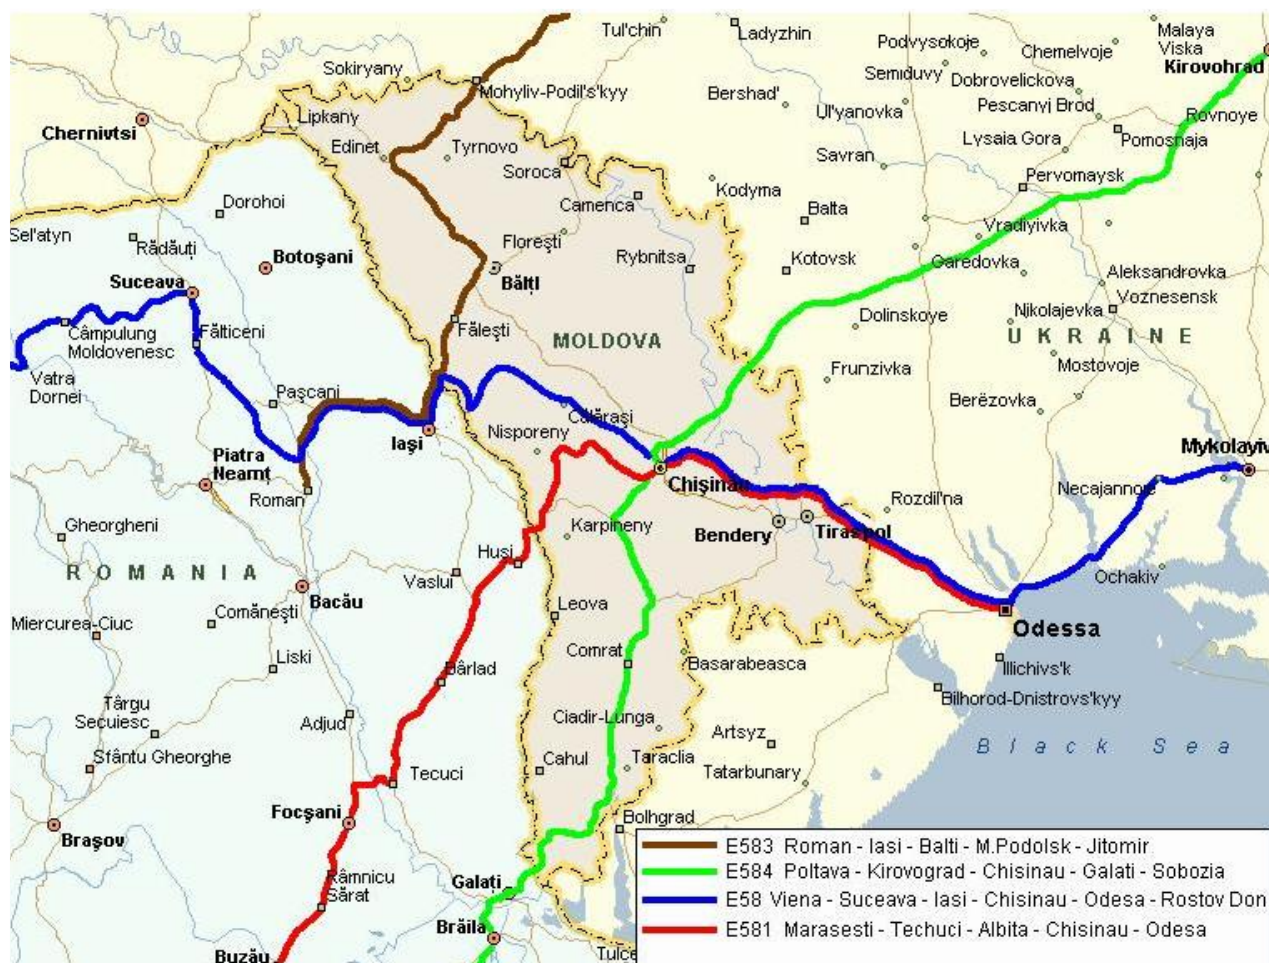 Tul'chin
Ladyzhin
Malaya
Viska
Podvysokoje
Chemelvoje
Kirovohrad
Sokiryany
Mohyliv-Podil's'kyy
Semiduvy
Dobrovelickova
Bershad'
Ul'yanovka
Pescanyj Brod
Rovnoye
Lipkany
Chernivtsi
Edinet
Tyrnovo
Lysaia Gora
Pomosnaja
Soroca
Savran
Kodyma
Pervomaysk
Dorohoi
Camenca
Balta
Vradiyivka
Sel'atyn
Rădăuți
Floreşti
Botoşani
Bălţl
Rybnitsa
Kotovsk
Garedovka
Aleksandrovka
Suceava
Voznesensk
Fălticeni
Făleşti
Dolinskoye
Nikolajevka
Câmpulung
Moldovenesc
MOLDOVA
UKRAINE
Frunzivka
Mostovoje
Vatra
Dornei
Paşcani
Berëzovka
Călăraşi
Iaşi
Nisporeny
Piatra
Neamţ
Mykolayiv
Roman
Chişinau
Necajannoje
Rozdil'na
Gheorgheni
Karpineny
Bendery
Tiraspol
Husi
ROMANIA
Vaslui
Ochakiv
Bacău
Leova
Comăneşti
Miercurea-Ciuc
Odessa
Liski
Comrat
Basarabeasca
Illichivs'k
Bârlad
Bilhorod-Dnistrovs'kyy
Târgu
Secuiesc
Adjud
Ciadir-Lunga
Artsyz
Black Sea
Sfântu Gheorghe
Cahul
Taraclia
Tecuci
Tatarbunary
Focşani
Bolhgrad
Braşov
E583 Roman - Iasi - Balti - M.Podolsk - Jitomir
E584 Poltava - Kirovograd - Chisinau - Galati - Sobozia
Râmnicu
Sărat
Galaţi
E58 Viena - Suceava - Iasi - Chisinau - Odesa - Rostov Don
Brăila
E581 Marasesti - Techuci - Albita - Chisinau - Odesa
Buzău
Tulce